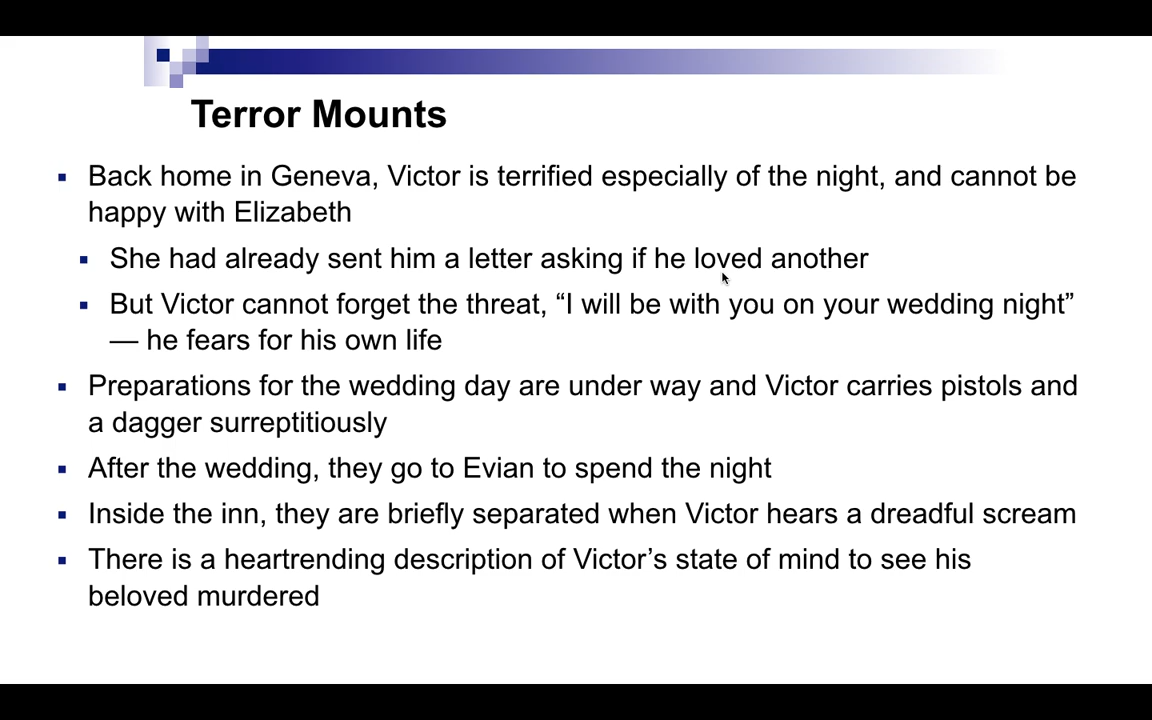 Terror Mounts
Back home in Geneva, Victor is terrified especially of the night, and cannot be
happy with Elizabeth
She had already sent him a letter asking if he loved another
But Victor cannot forget the threat, “I will be with you on your wedding night”
— he fears for his own life
Preparations for the wedding day are under way and Victor carries pistols and
a dagger surreptitiously
After the wedding, they go to Evian to spend the night
Inside the inn, they are briefly separated when Victor hears a dreadful scream
There is a heartrending description of Victor’s state of mind to see his
beloved murdered